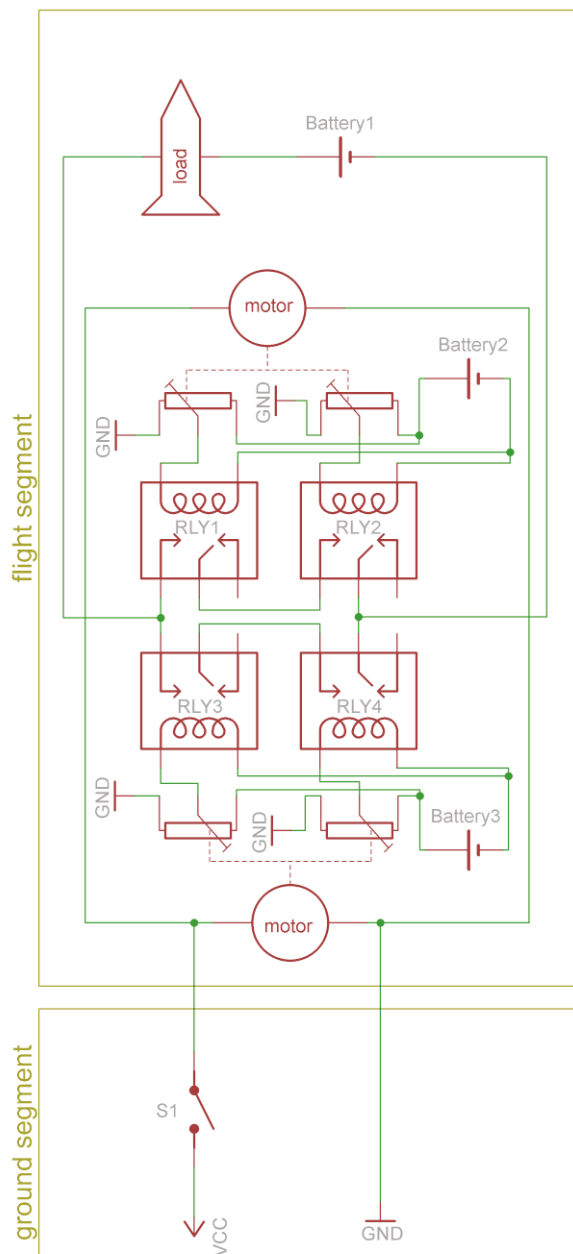 flight segment
Battery1
load
motor
Battery2
GND
GND
RLY1
RLY2
RLY3
RLY4
GND
GND
Battery3
motor
ground segment
S1
VCC
GND